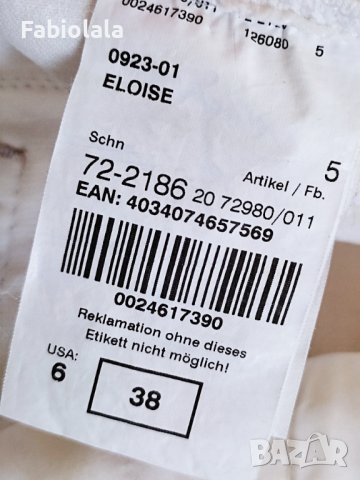 Fabiolala
0024617390
126080
5
0923-01
ELOISE
Schn
Artikel / Fb.
5
72-2186 20 72980/011
EAN: 4034074657569
0024617390
Reklamation ohne dieses
Etikett nicht möglich!
USA:
6
38
BAZAR